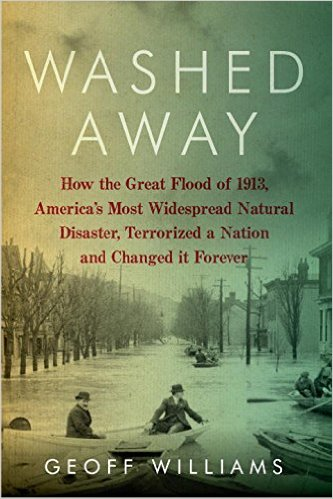 WASHED
AWAY
How the Great Flood of 1913,
America's Most Widespread Natural
Disaster, Terrorized a Nation
and Changed it Forever
GEOFF WILLIAMS